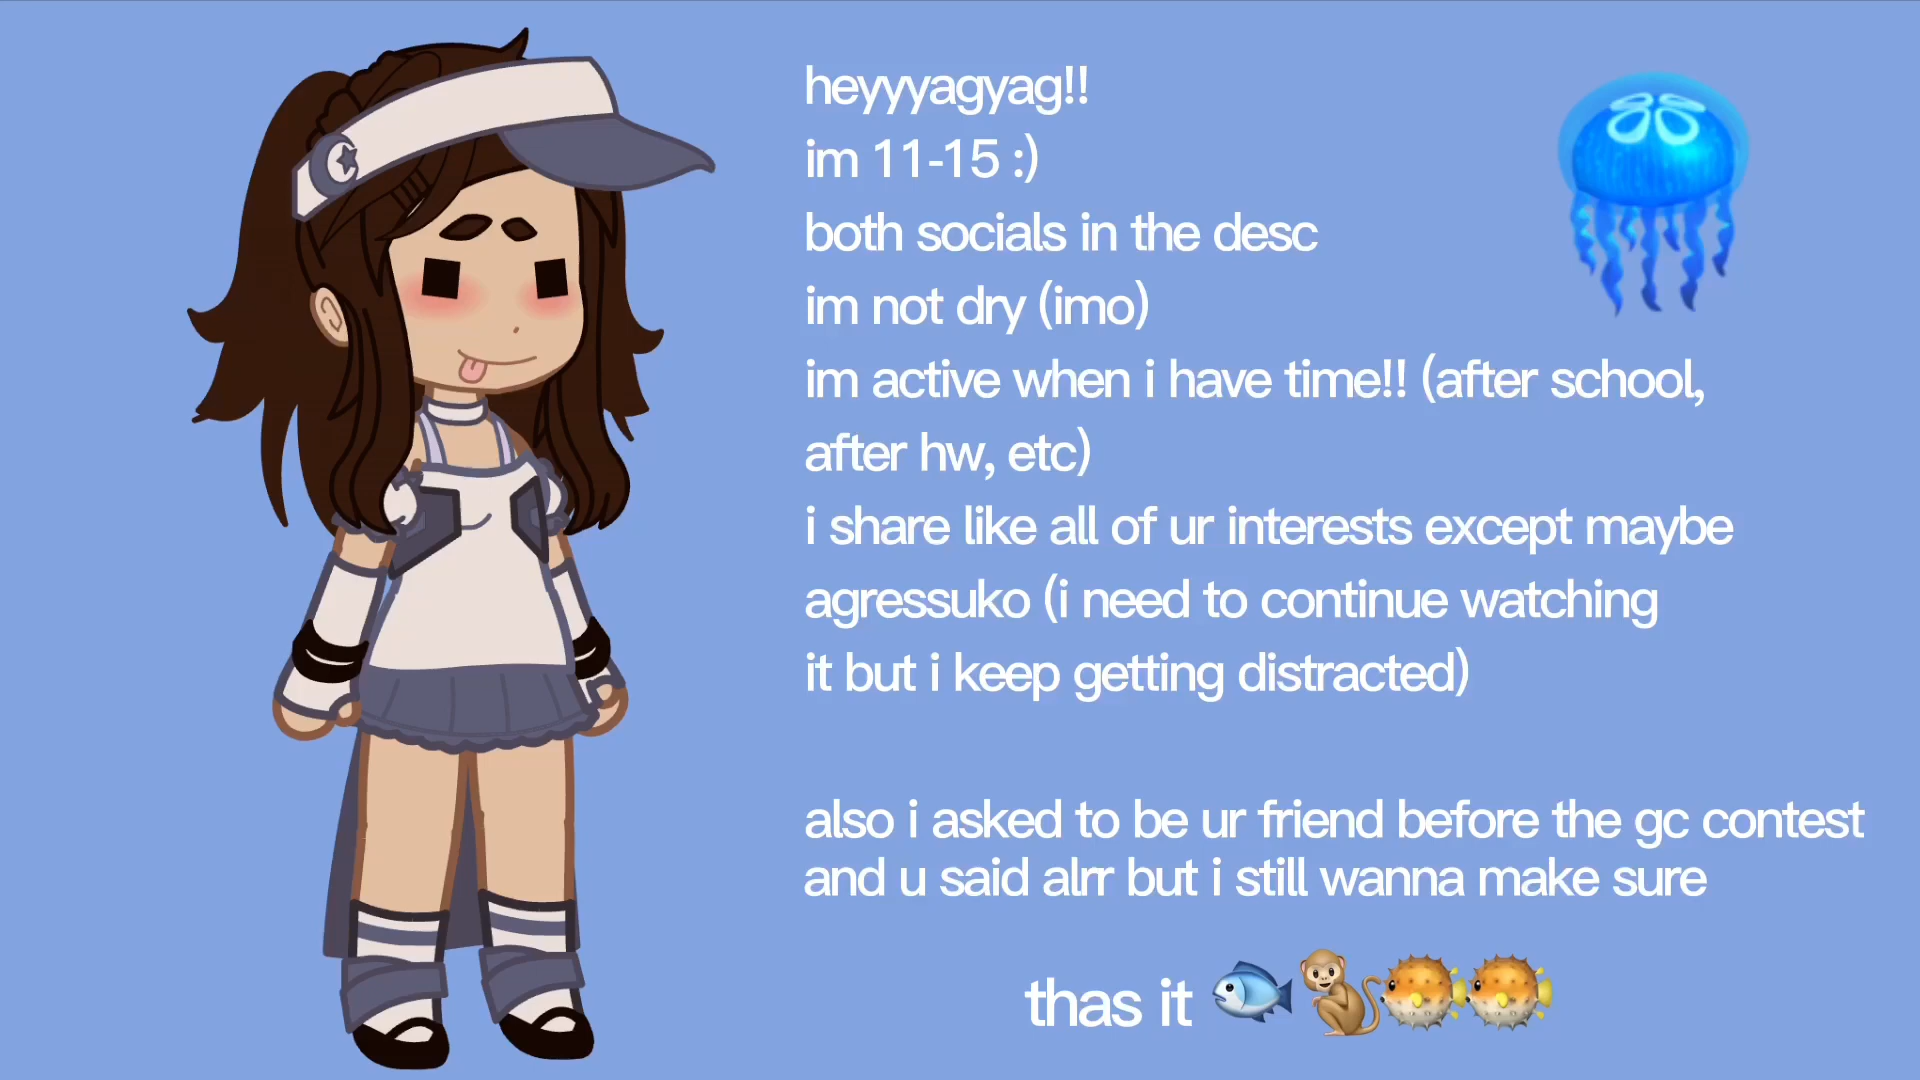 heyyyagyag!!
im 11-15 :)
both socials in the desc
im not dry (imo)
im active when i have time!! (after school,
after hw, etc)
i share like all of ur interests except maybe
agressuko (i need to continue watching
it but i keep getting distracted)
also i asked to be ur friend before the gc contest
and u said alrr but i still wanna make sure
thas it 🐟🐒🐡🐡